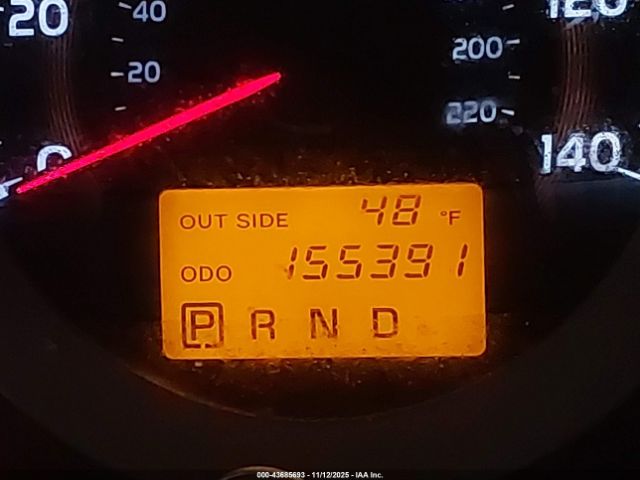 20 40 120
200
20
220
0 140
OUT SIDE 48 °F
ODO 155391
P R N D
000-43685693 - 11/12/2025 - IAA Inc.